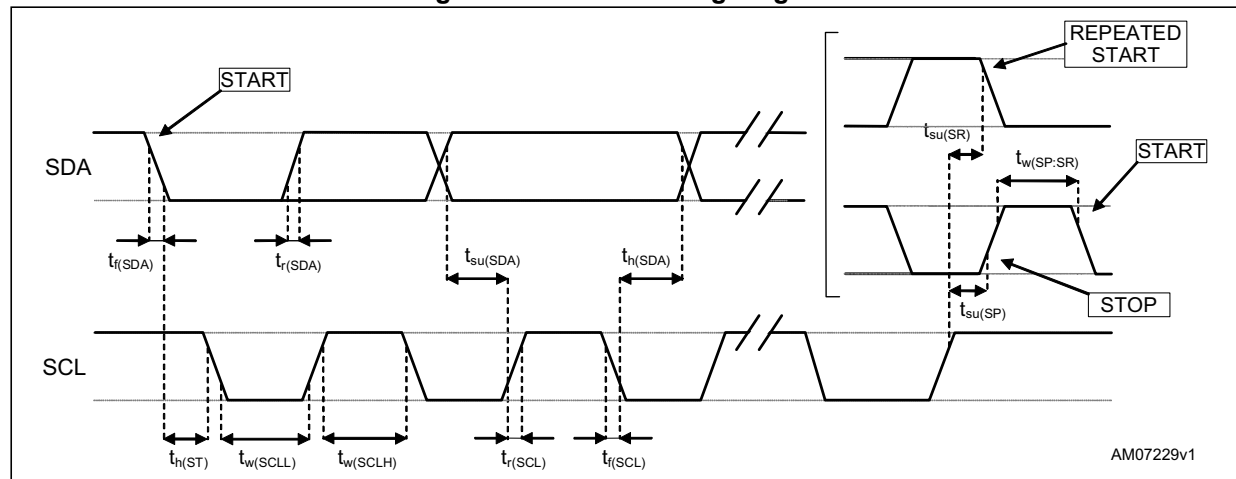 REPEATED
START
START
SDA
t_su(SR)
t_w(SP:SR)
START
t_f(SDA)
t_r(SDA)
t_su(SDA)
t_h(SDA)
t_su(SP)
STOP
SCL
t_h(ST)
t_w(SCLL)
t_w(SCLH)
t_r(SCL)
t_f(SCL)
AM07229v1